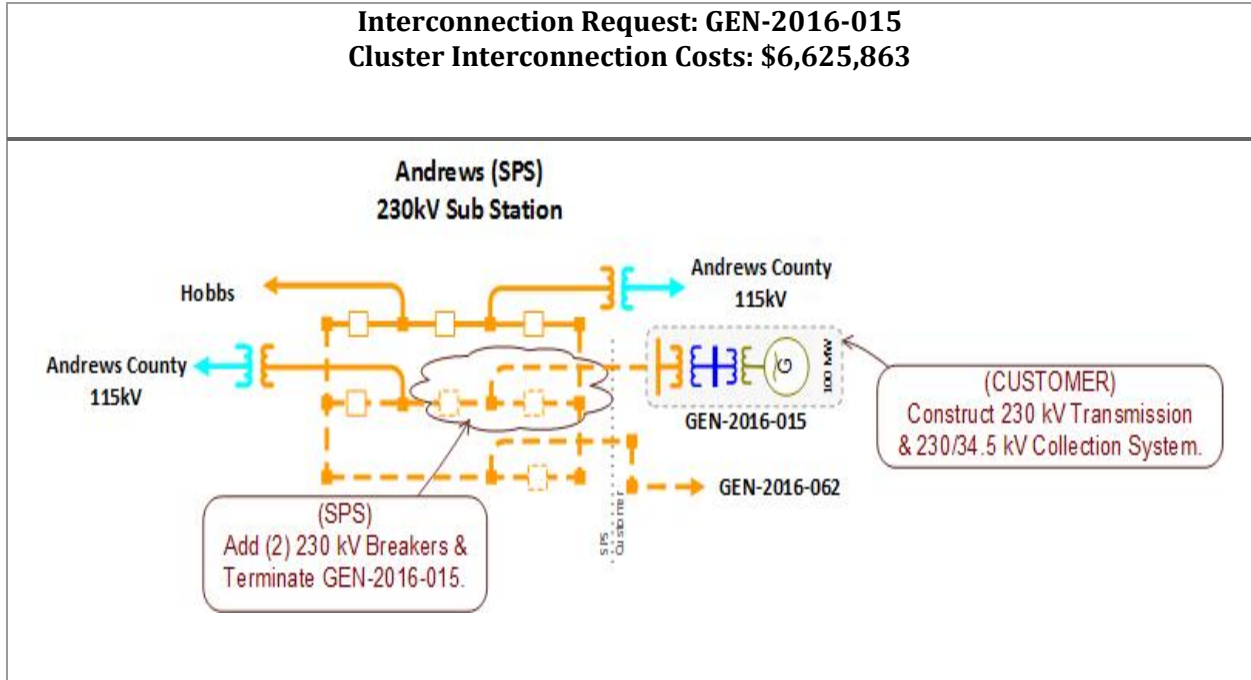 Interconnection Request: GEN-2016-015
Cluster Interconnection Costs: $6,625,863
Andrews (SPS)
230kV Sub Station
Hobbs
Andrews County
115kV
Andrews County
115kV
G
100 MW
GEN-2016-015
(CUSTOMER)
Construct 230 kV Transmission
& 230/34.5 kV Collection System.
GEN-2016-062
(SPS)
Add (2) 230 kV Breakers &
Terminate GEN-2016-015.
SPS
Customer